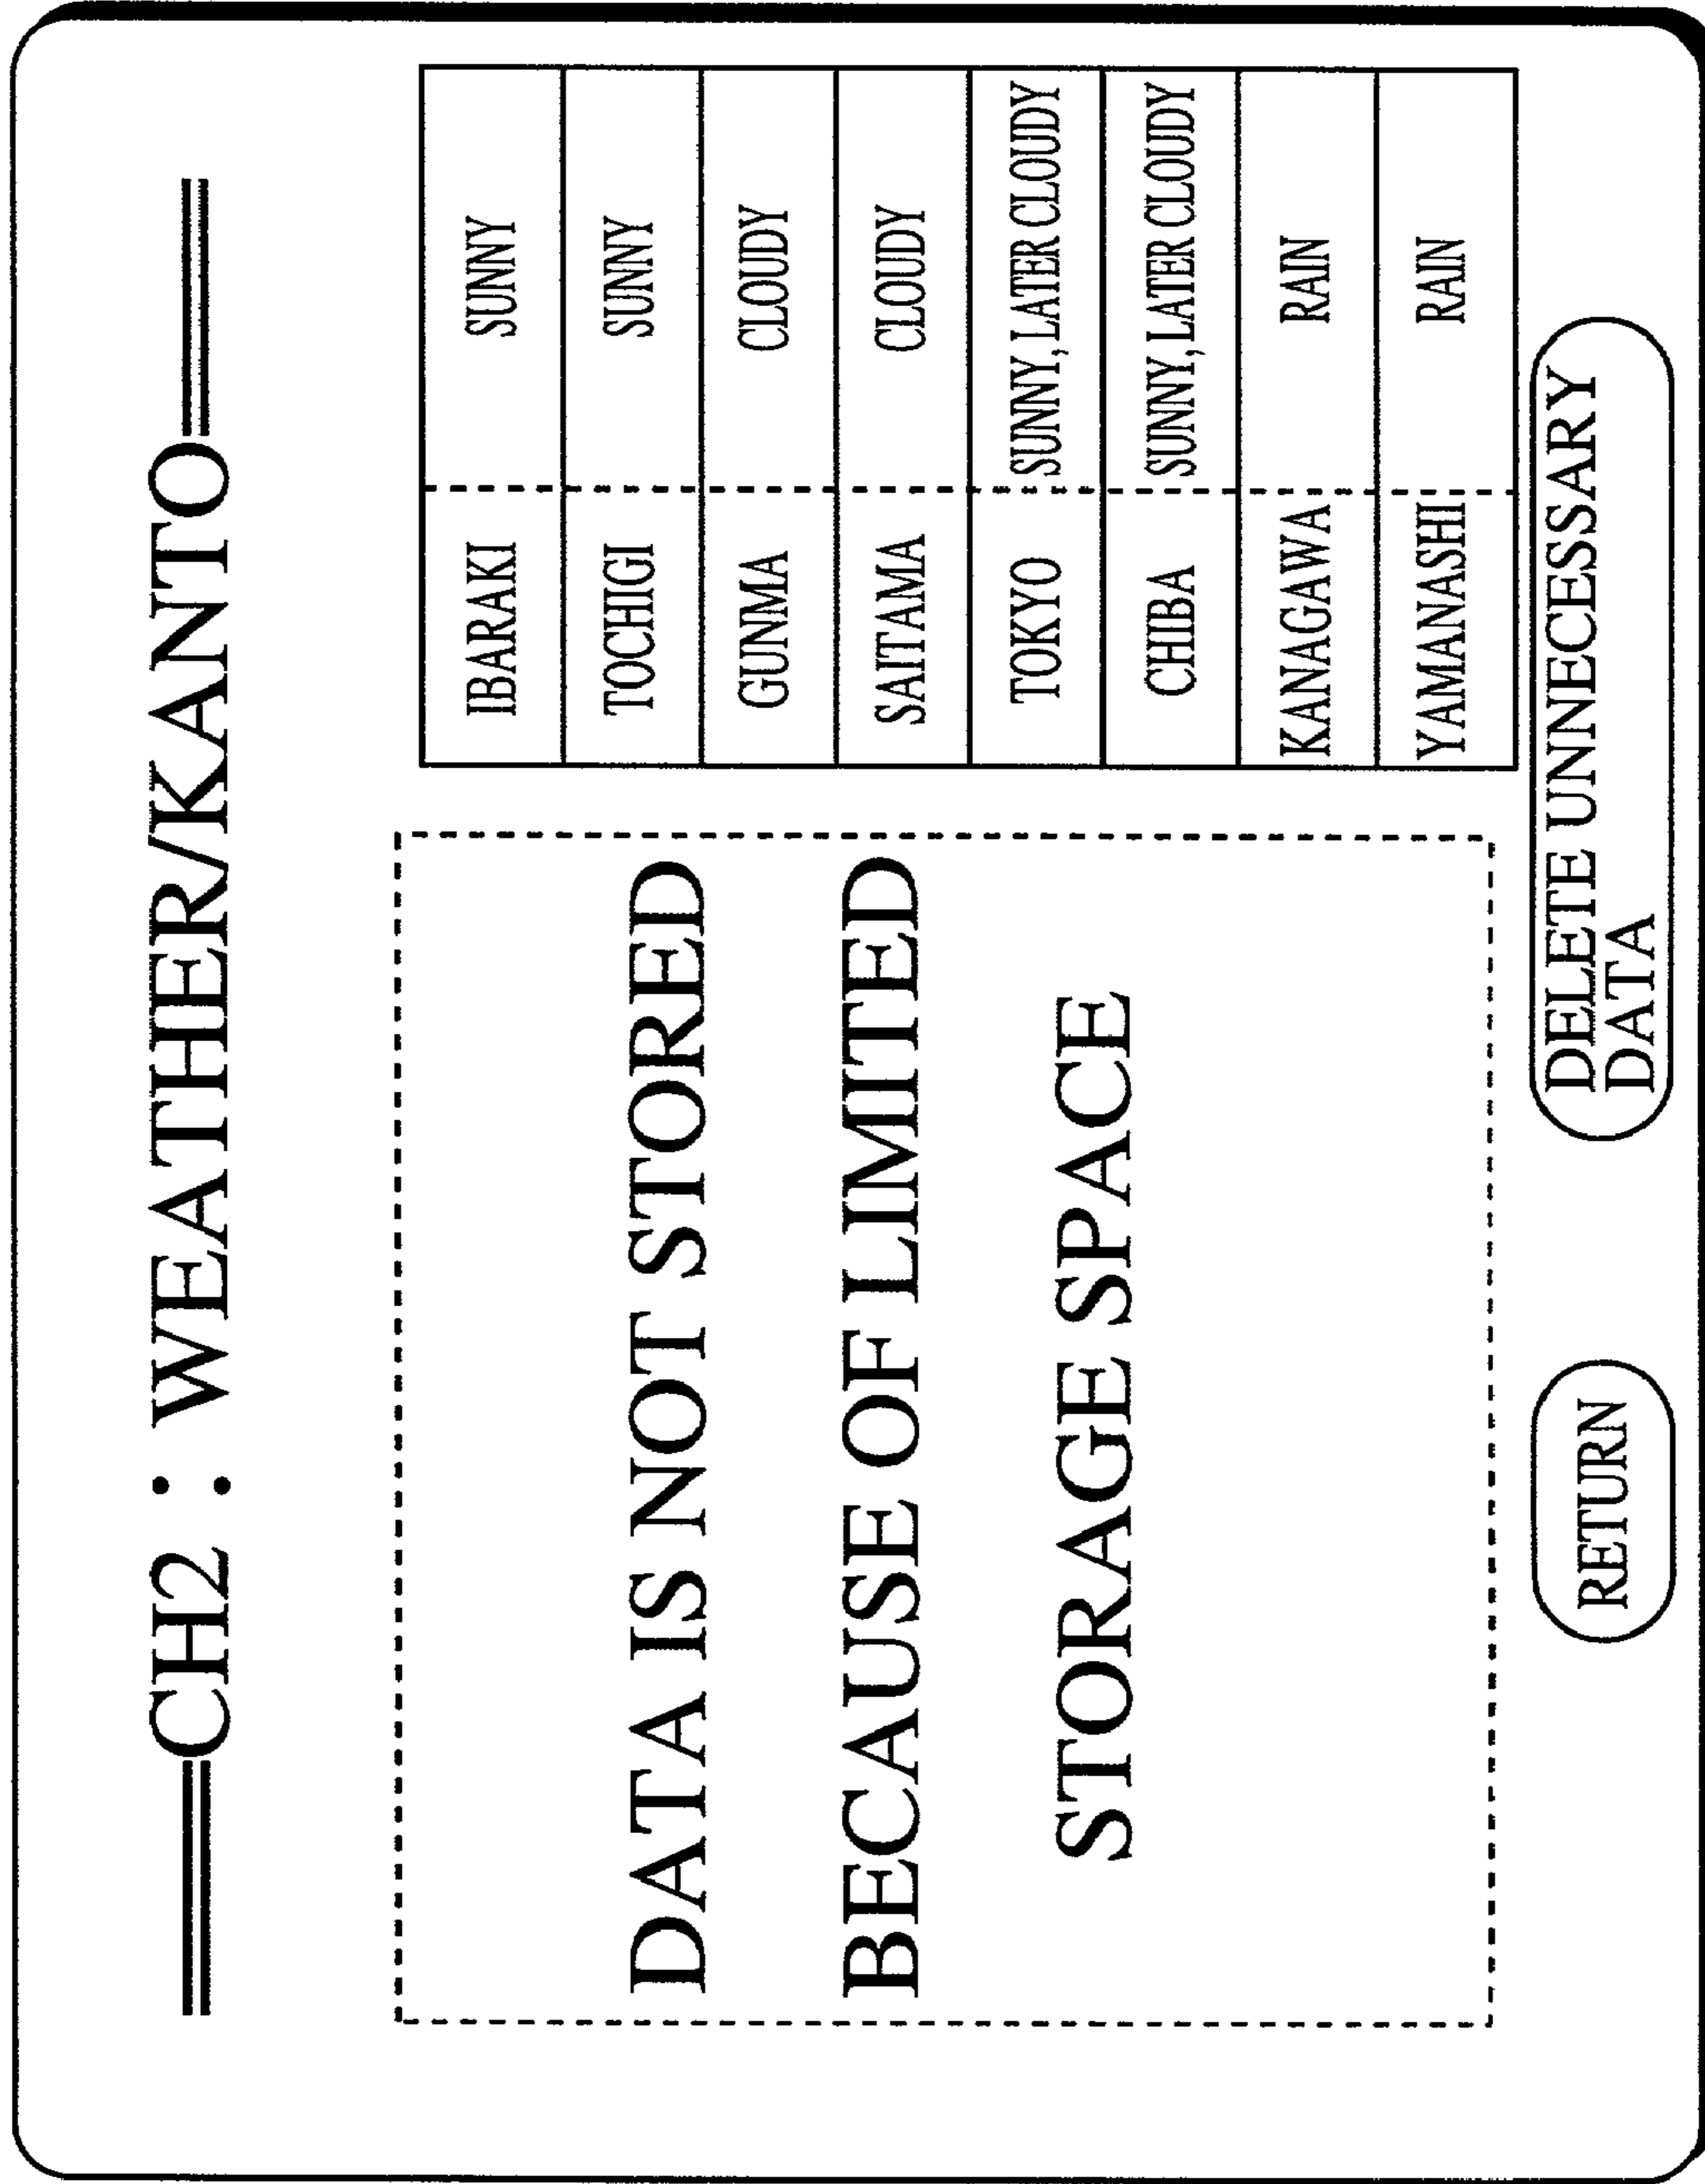 CH2 : WEATHER/KANTO
DATA IS NOT STORED
BECAUSE OF LIMITED
STORAGE SPACE
IBARAKI SUNNY
TOCHIGI SUNNY
GUNMA CLOUDY
SAITAMA CLOUDY
TOKYO SUNNY, LATER CLOUDY
CHIBA SUNNY, LATER CLOUDY
KANAGAWA RAIN
YAMANASHI RAIN
RETURN
DELETE UNNECESSARY
DATA